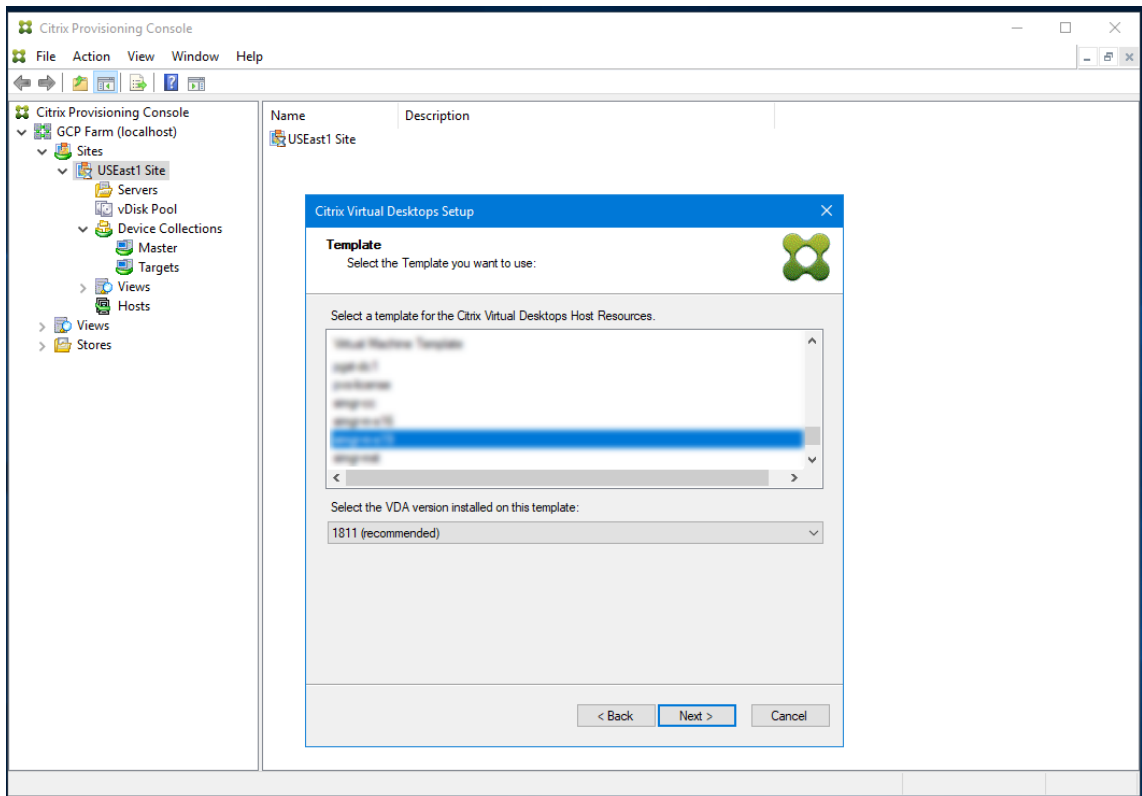 Citrix Provisioning Console
File Action View Window Help
Citrix Provisioning Console
GCP Farm (localhost)
Sites
USEast1 Site
Servers
vDisk Pool
Device Collections
Master
Targets
Views
Hosts
Views
Stores
Name Description
USEast1 Site
Citrix Virtual Desktops Setup
Template
Select the Template you want to use:
Select a template for the Citrix Virtual Desktops Host Resources.
Select the VDA version installed on this template:
1811 (recommended)
< Back Next > Cancel